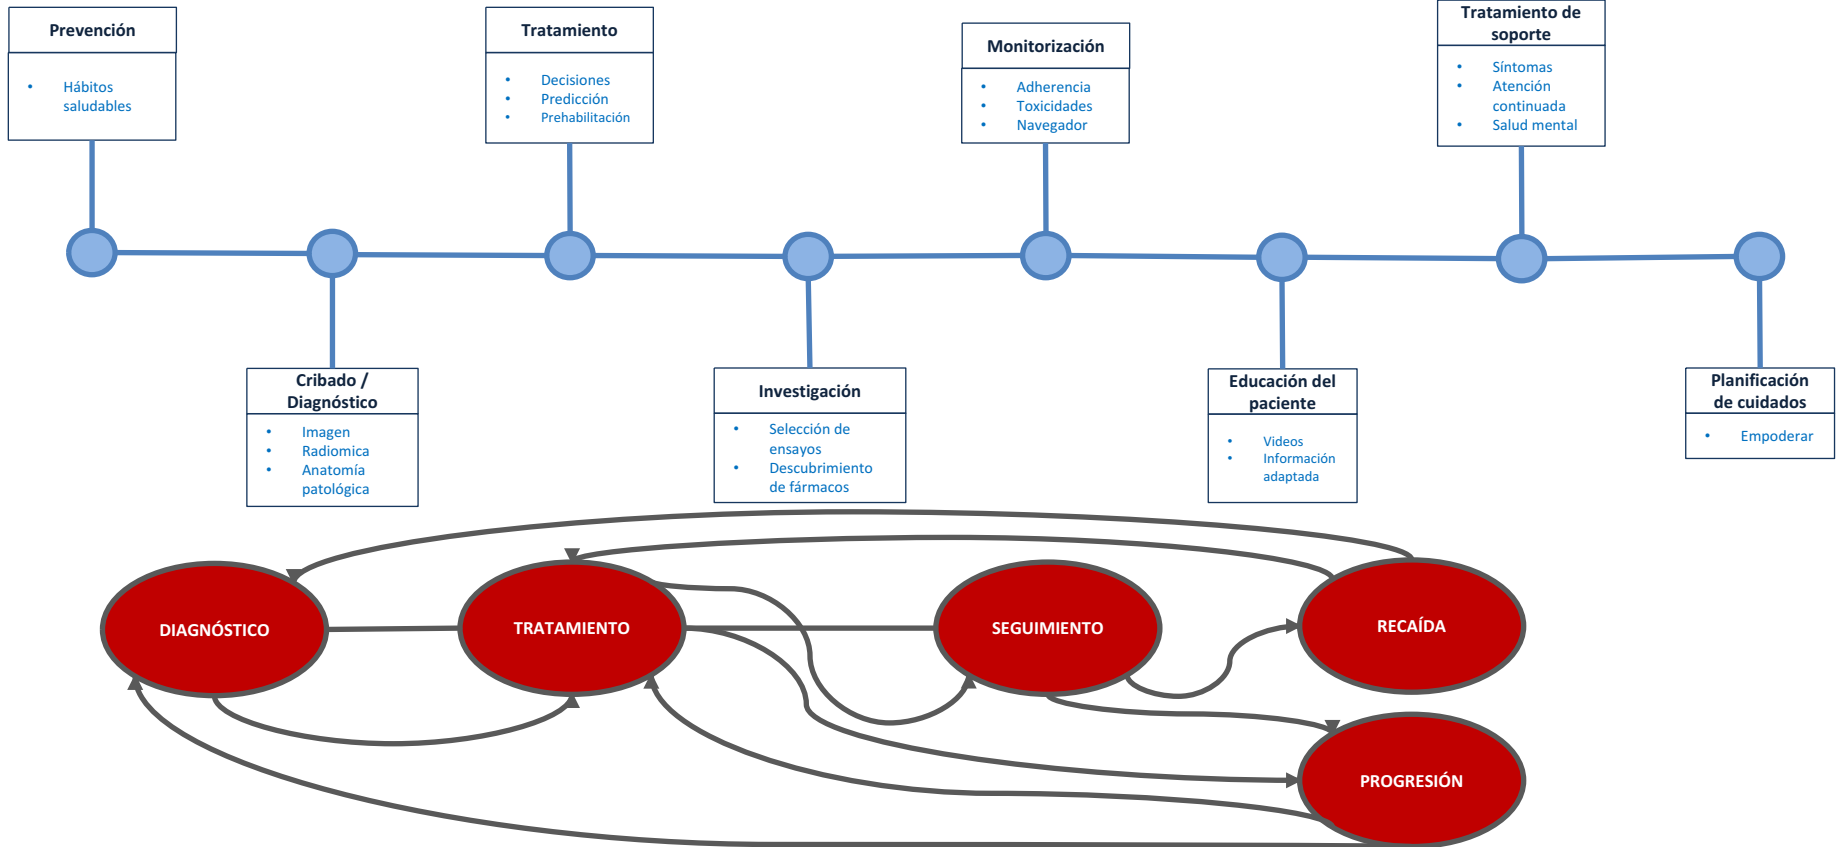 Prevención
• Hábitos
saludables
Tratamiento
• Decisiones
• Predicción
• Prehabilitación
Monitorización
• Adherencia
• Toxicidades
• Navegador
Tratamiento de
soporte
• Síntomas
• Atención
continuada
• Salud mental
Cribado /
Diagnóstico
• Imagen
• Radiomica
• Anatomía
patológica
Investigación
• Selección de
ensayos
• Descubrimiento
de fármacos
Educación del
paciente
• Videos
• Información
adaptada
Planificación
de cuidados
• Empoderar
DIAGNÓSTICO
TRATAMIENTO
SEGUIMIENTO
RECAÍDA
PROGRESIÓN